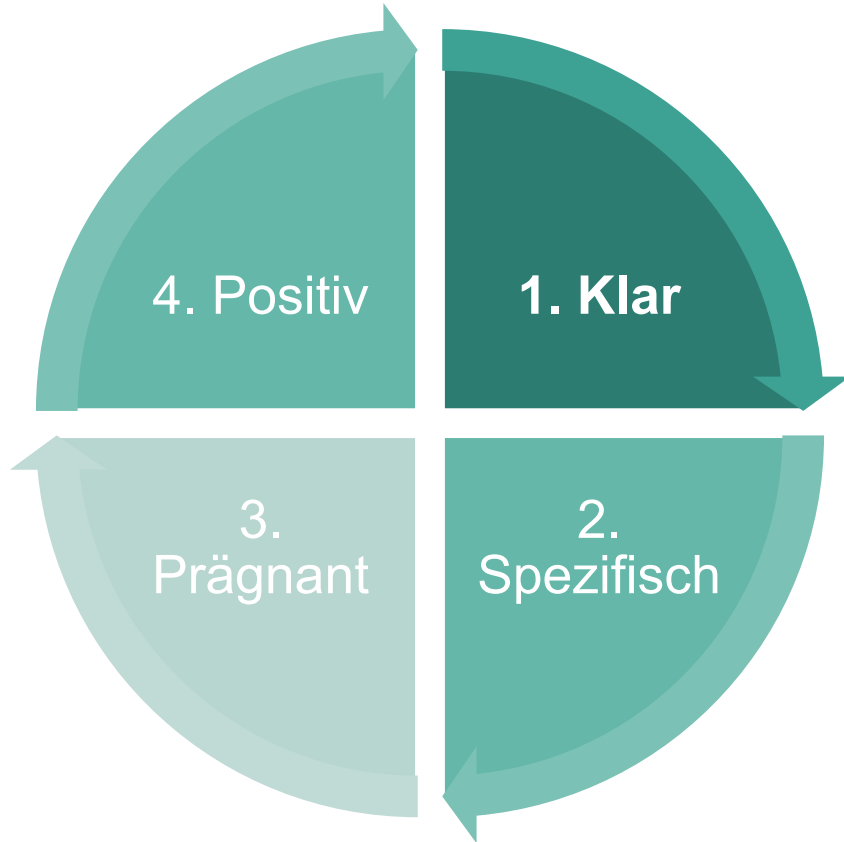 1. Klar
2.
Spezifisch
3.
Prägnant
4. Positiv